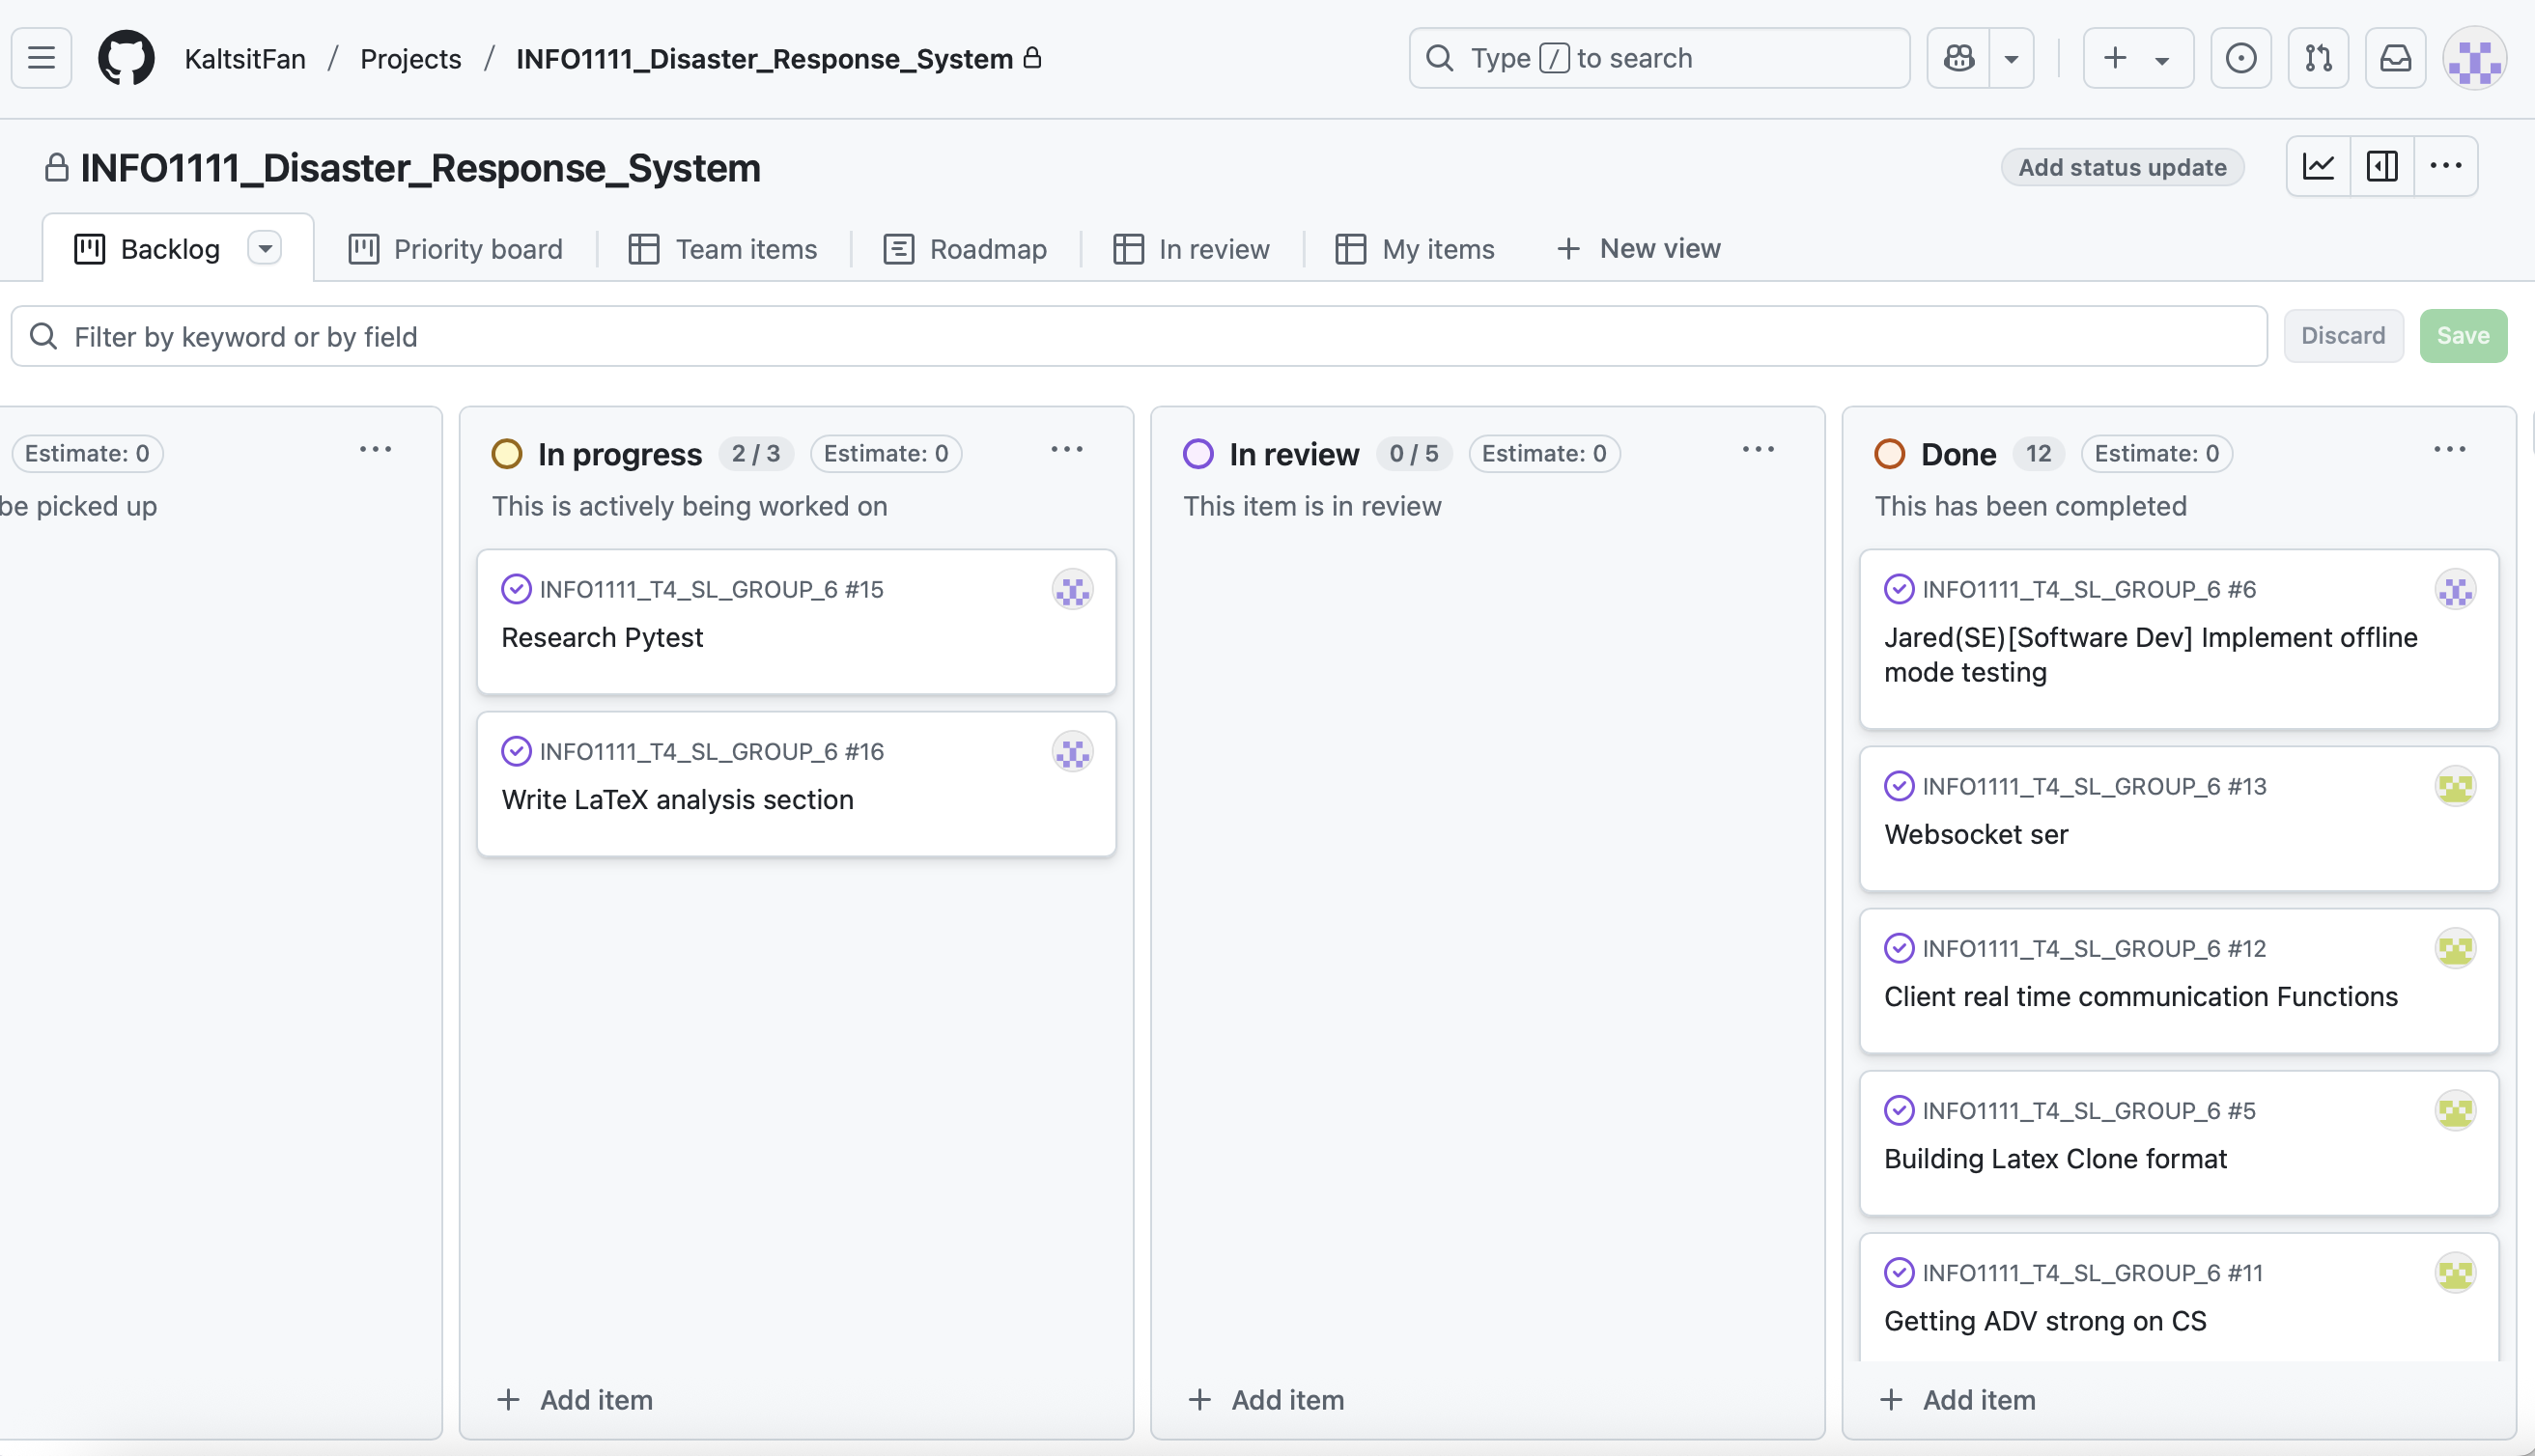 KaltsitFan / Projects / INFO1111_Disaster_Response_System
Type / to search
INFO1111_Disaster_Response_System
Add status update
Backlog
Priority board
Team items
Roadmap
In review
My items
+ New view
Filter by keyword or by field
Discard
Save
Estimate: 0
be picked up
In progress 2 / 3 Estimate: 0
This is actively being worked on
INFO1111_T4_SL_GROUP_6 #15
Research Pytest
INFO1111_T4_SL_GROUP_6 #16
Write LaTeX analysis section
+ Add item
In review 0 / 5 Estimate: 0
This item is in review
+ Add item
Done 12 Estimate: 0
This has been completed
INFO1111_T4_SL_GROUP_6 #6
Jared(SE)[Software Dev] Implement offline
mode testing
INFO1111_T4_SL_GROUP_6 #13
Websocket ser
INFO1111_T4_SL_GROUP_6 #12
Client real time communication Functions
INFO1111_T4_SL_GROUP_6 #5
Building Latex Clone format
INFO1111_T4_SL_GROUP_6 #11
Getting ADV strong on CS
+ Add item